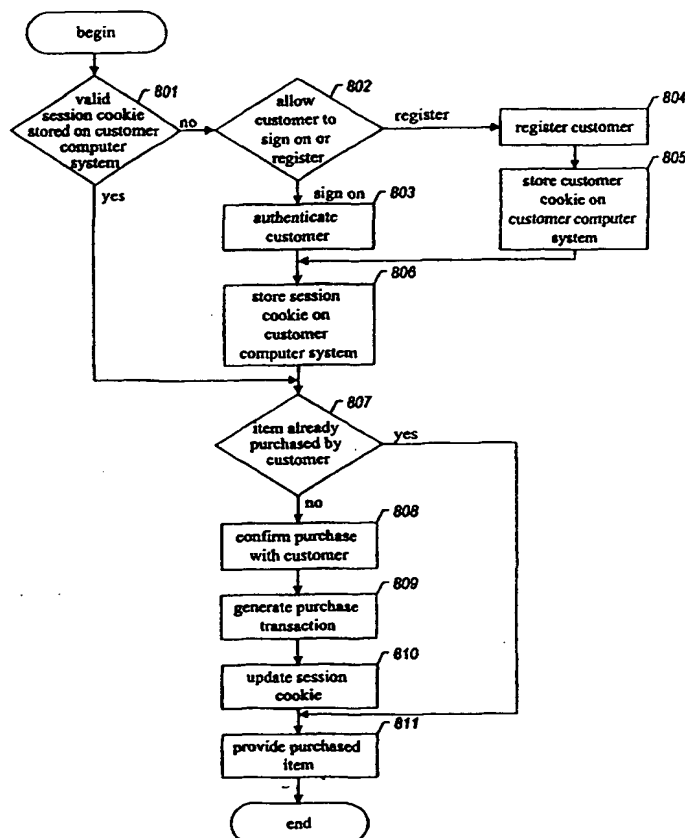 begin
801
valid
session cookie
stored on customer
computer
system
no
yes
802
allow
customer to
sign on or
register
register
sign on
804
register customer
805
store customer
cookie on
customer computer
system
803
authenticate
customer
806
store session
cookie on
customer
computer system
807
item already
purchased by
customer
yes
no
808
confirm purchase
with customer
809
generate purchase
transaction
810
update session
cookie
811
provide purchased
item
end